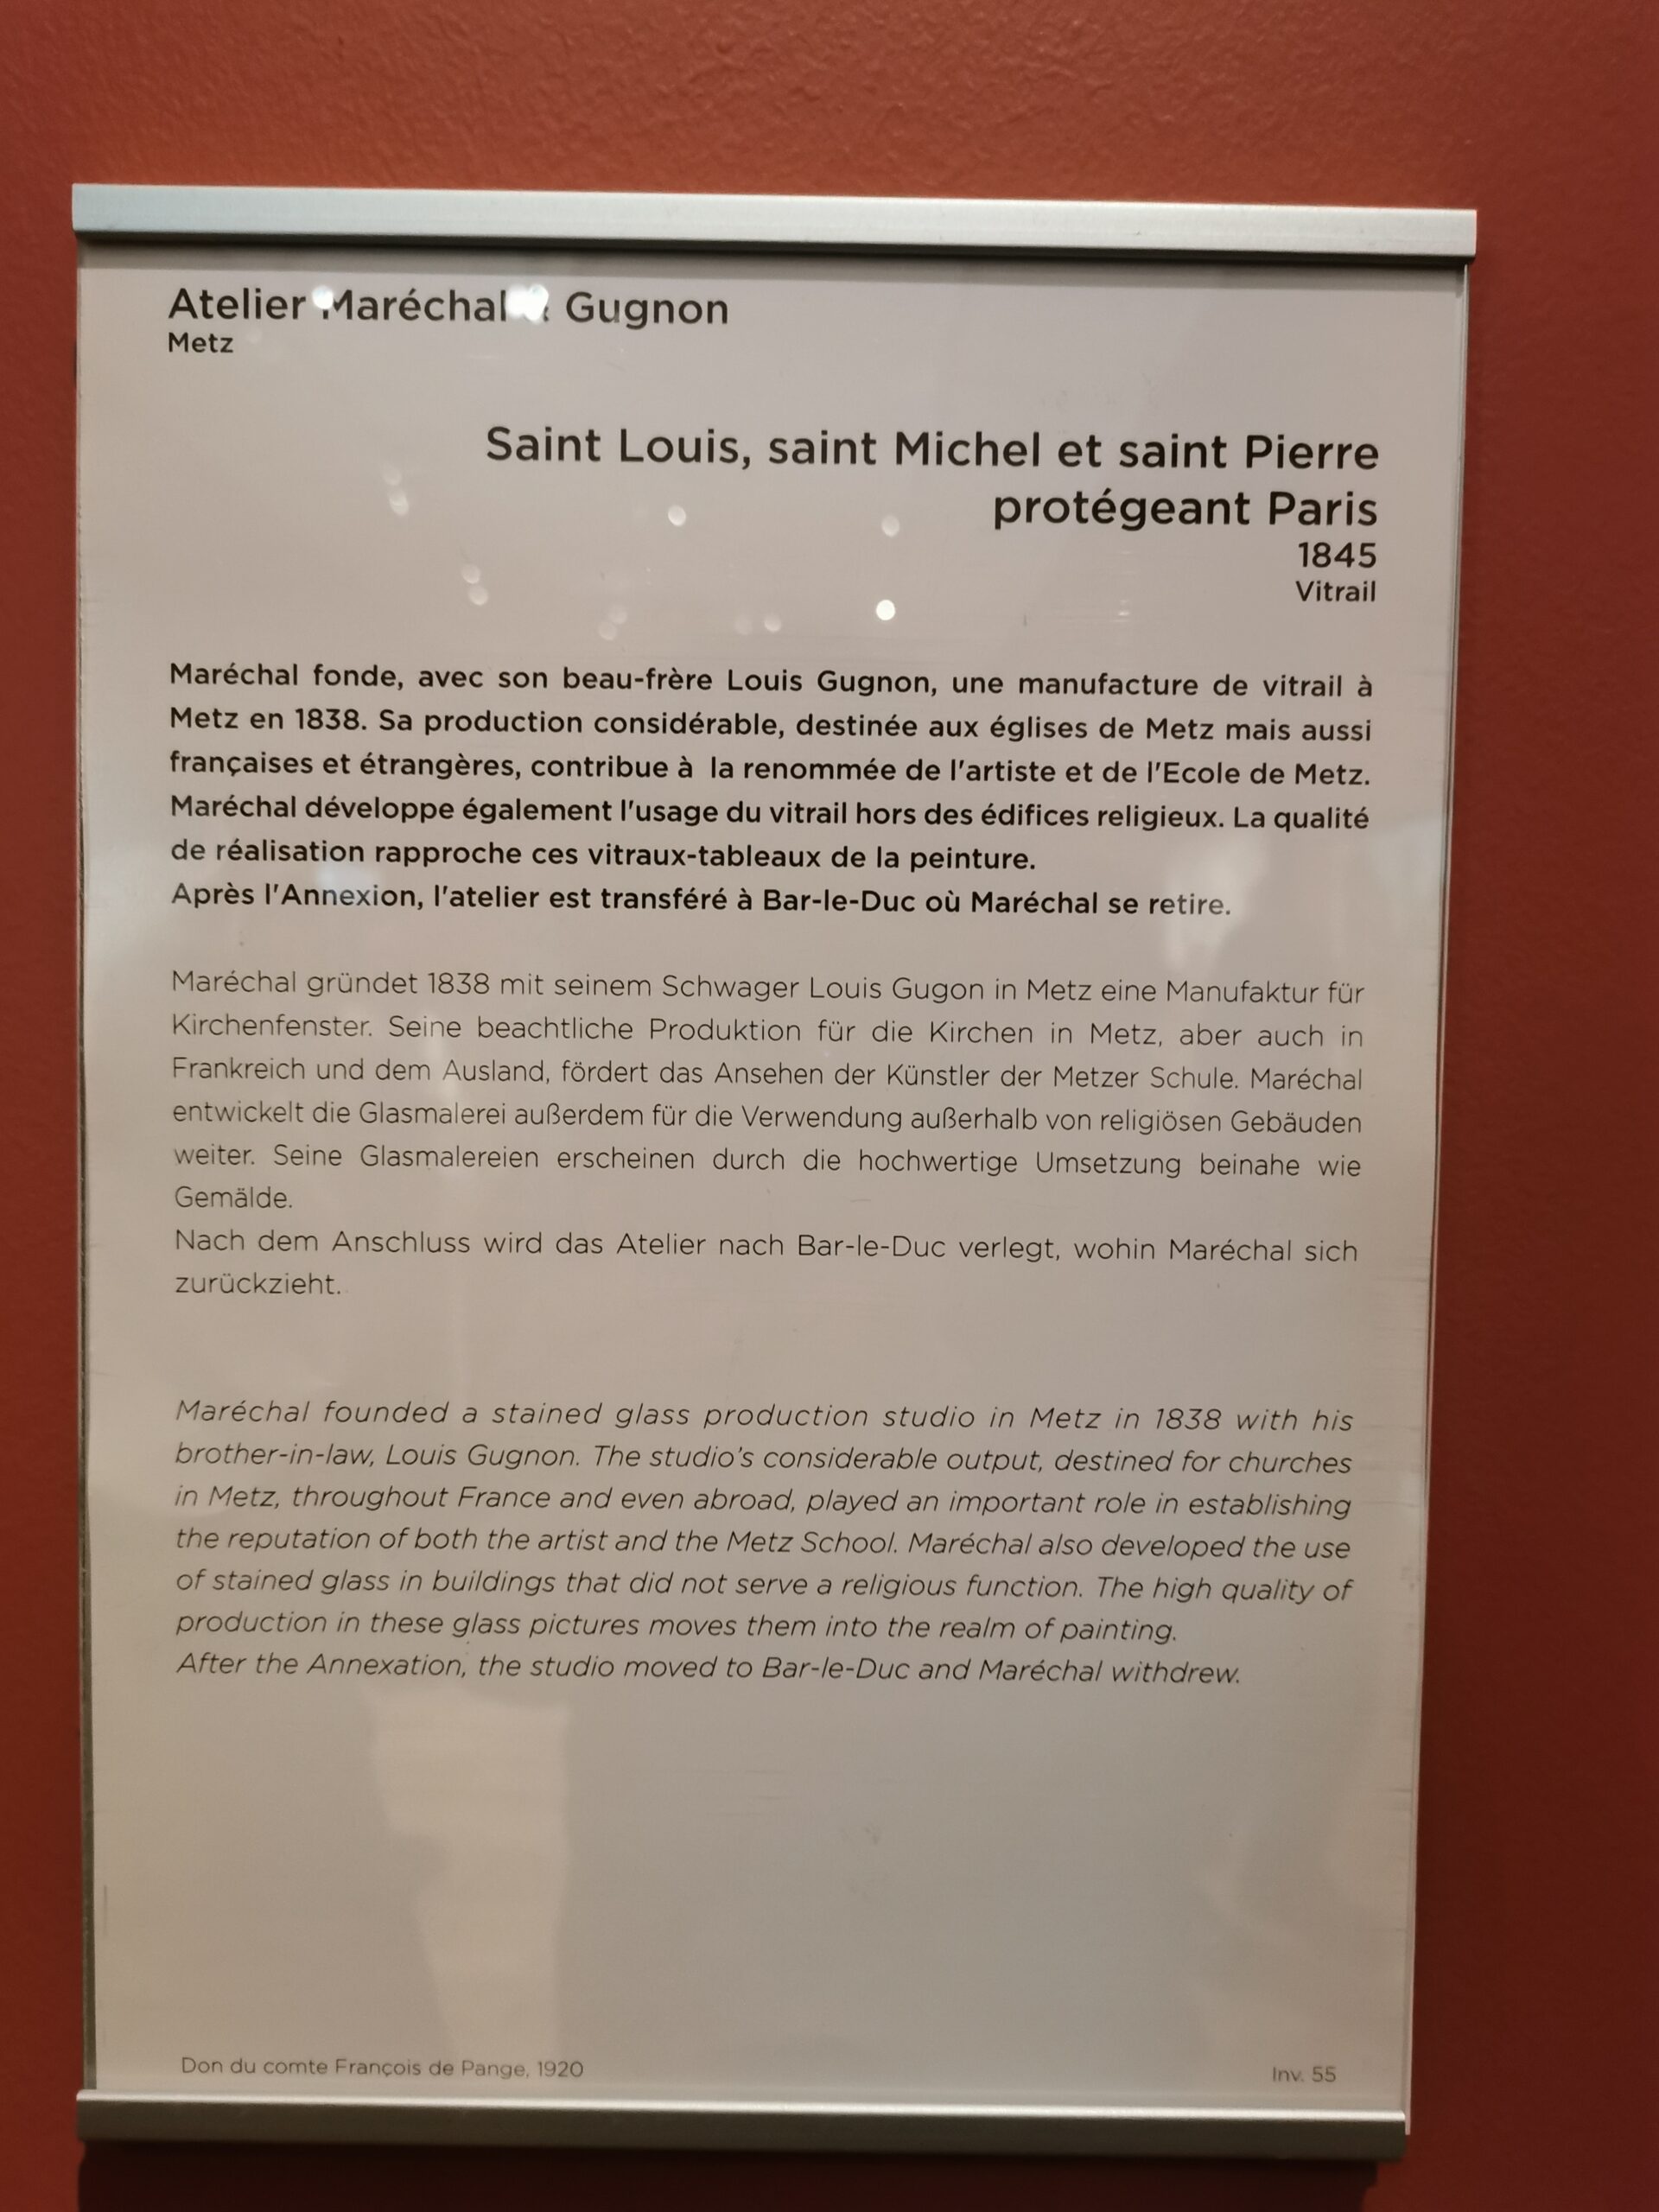 Atelier Maréchal & Gugnon
Metz
Saint Louis, saint Michel et saint Pierre
protégeant Paris
1845
Vitrail
Maréchal fonde, avec son beau-frère Louis Gugnon, une manufacture de vitrail à
Metz en 1838. Sa production considérable, destinée aux églises de Metz mais aussi
françaises et étrangères, contribue à la renommée de l'artiste et de l'Ecole de Metz.
Maréchal développe également l'usage du vitrail hors des édifices religieux. La qualité
de réalisation rapproche ces vitraux-tableaux de la peinture.
Après l'Annexion, l'atelier est transféré à Bar-le-Duc où Maréchal se retire.
Maréchal gründet 1838 mit seinem Schwager Louis Gugon in Metz eine Manufaktur für
Kirchenfenster. Seine beachtliche Produktion für die Kirchen in Metz, aber auch in
Frankreich und dem Ausland, fördert das Ansehen der Künstler der Metzer Schule. Maréchal
entwickelt die Glasmalerei außerdem für die Verwendung außerhalb von religiösen Gebäuden
weiter. Seine Glasmalereien erscheinen durch die hochwertige Umsetzung beinahe wie
Gemälde.
Nach dem Anschluss wird das Atelier nach Bar-le-Duc verlegt, wohin Maréchal sich
zurückzieht.
Maréchal founded a stained glass production studio in Metz in 1838 with his
brother-in-law, Louis Gugnon. The studio's considerable output, destined for churches
in Metz, throughout France and even abroad, played an important role in establishing
the reputation of both the artist and the Metz School. Maréchal also developed the use
of stained glass in buildings that did not serve a religious function. The high quality of
production in these glass pictures moves them into the realm of painting.
After the Annexation, the studio moved to Bar-le-Duc and Maréchal withdrew.
Don du comte François de Pange, 1920
Inv. 55